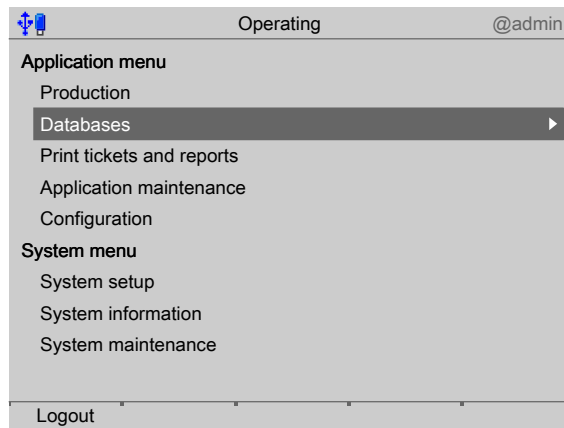 Operating @admin
Application menu
Production
Databases
Print tickets and reports
Application maintenance
Configuration
System menu
System setup
System information
System maintenance
Logout